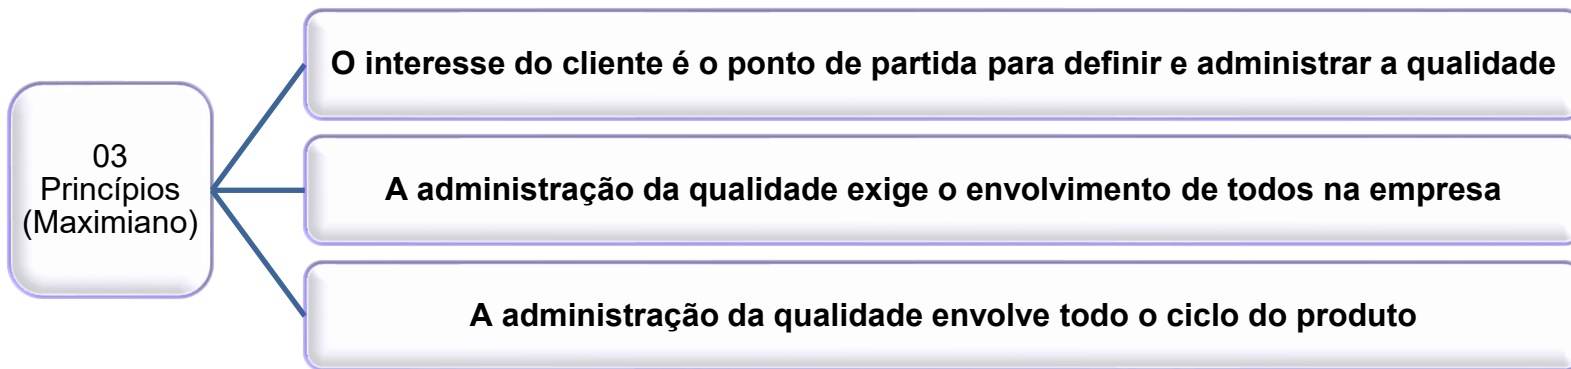 03
Princípios
(Maximiano)
O interesse do cliente é o ponto de partida para definir e administrar a qualidade
A administração da qualidade exige o envolvimento de todos na empresa
A administração da qualidade envolve todo o ciclo do produto